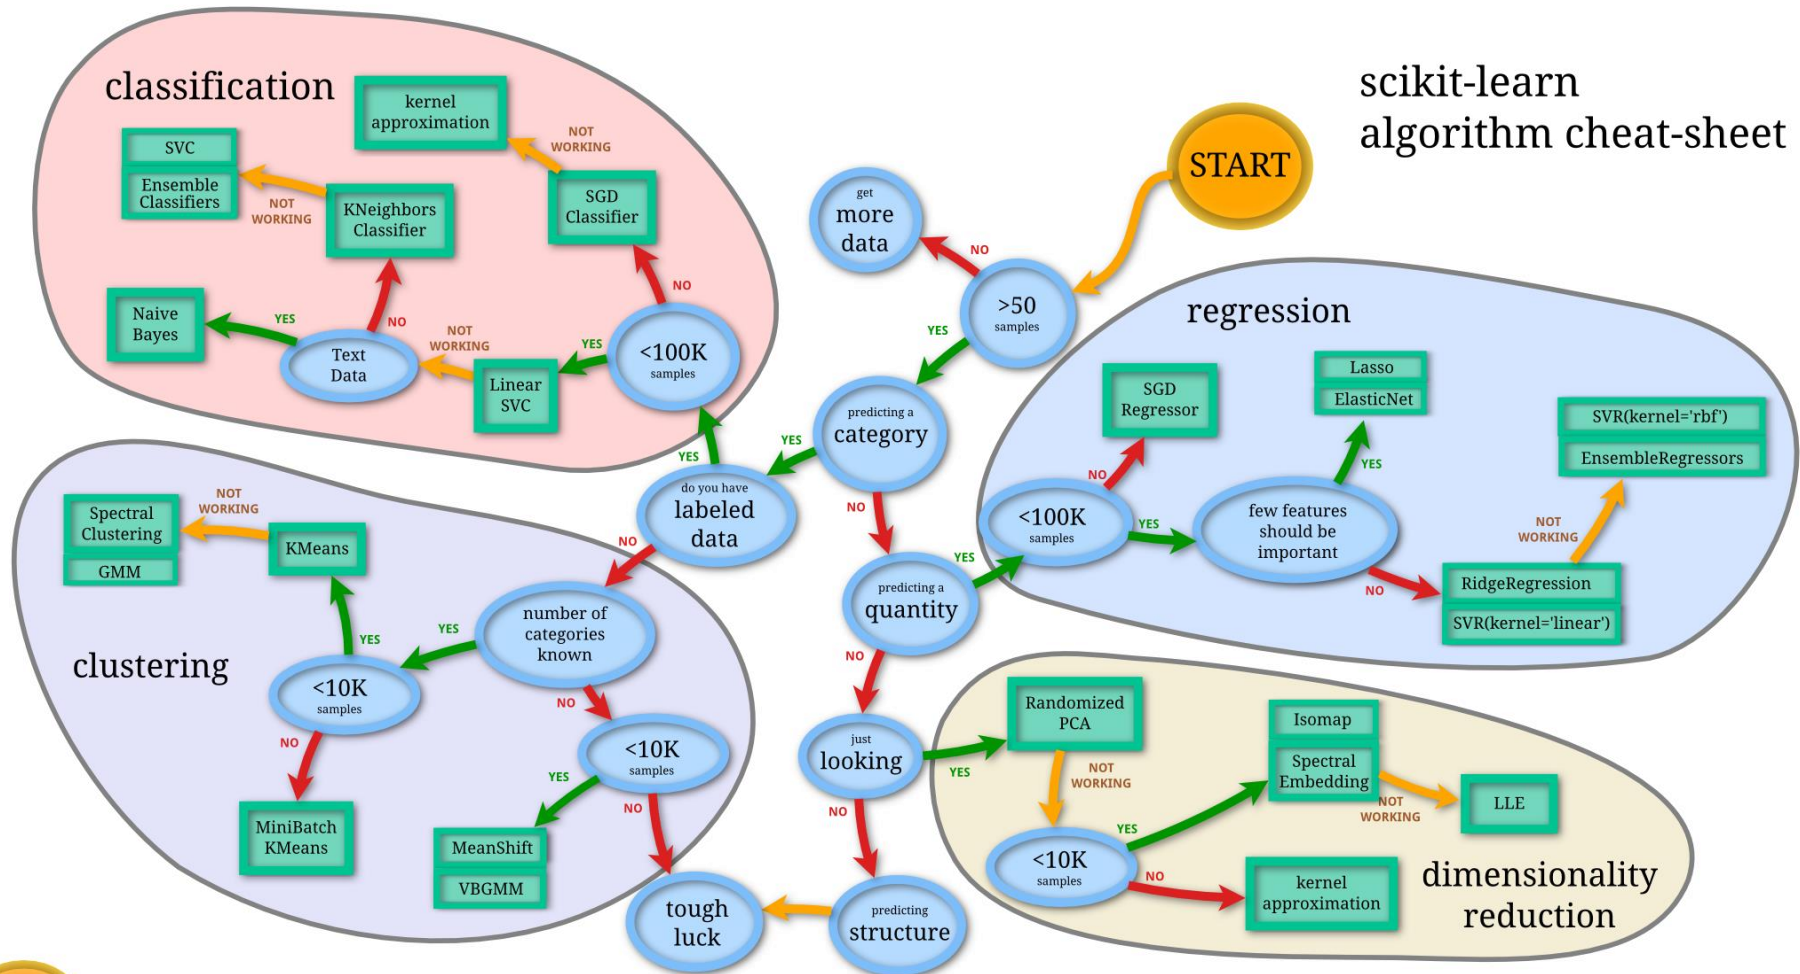 scikit-learn
algorithm cheat-sheet
START
classification
kernel
approximation
NOT
WORKING
SVC
Ensemble
Classifiers
NOT
WORKING
KNeighbors
Classifier
SGD
Classifier
NO
Naive
Bayes
YES
NO
Text
Data
NOT
WORKING
Linear
SVC
YES
<100K
samples
YES
get
more
data
NO
>50
samples
YES
predicting a
category
YES
NO
do you have
labeled
data
NO
predicting a
quantity
YES
NO
just
looking
YES
NO
predicting
structure
tough
luck
regression
SGD
Regressor
NO
<100K
samples
YES
Lasso
ElasticNet
YES
few features
should be
important
NO
SVR(kernel='rbf')
EnsembleRegressors
NOT
WORKING
RidgeRegression
SVR(kernel='linear')
clustering
Spectral
Clustering
GMM
NOT
WORKING
KMeans
YES
<10K
samples
NO
MiniBatch
KMeans
YES
number of
categories
known
NO
<10K
samples
YES
NO
MeanShift
VBGMM
Randomized
PCA
NOT
WORKING
<10K
samples
YES
NO
Isomap
Spectral
Embedding
NOT
WORKING
LLE
kernel
approximation
dimensionality
reduction